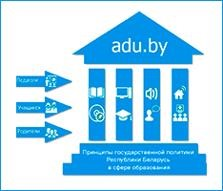 adu.by
Педагоги
Учащиеся
Родители
Принципы государственной политики
Республики Беларусь
в сфере образования